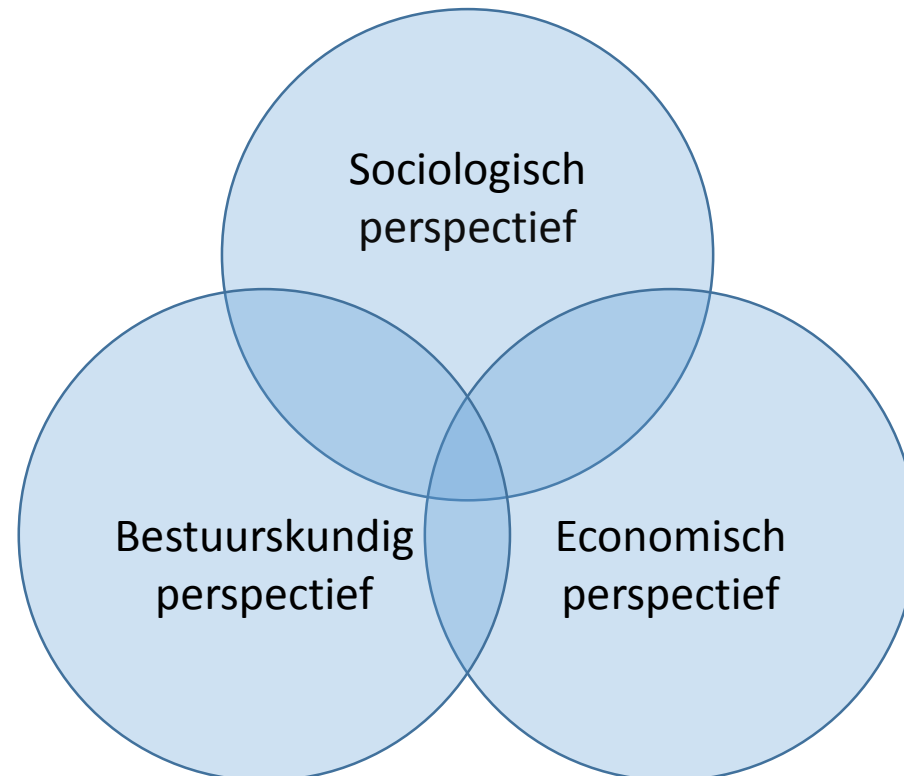 Sociologisch
perspectief
Bestuurskundig
perspectief
Economisch
perspectief